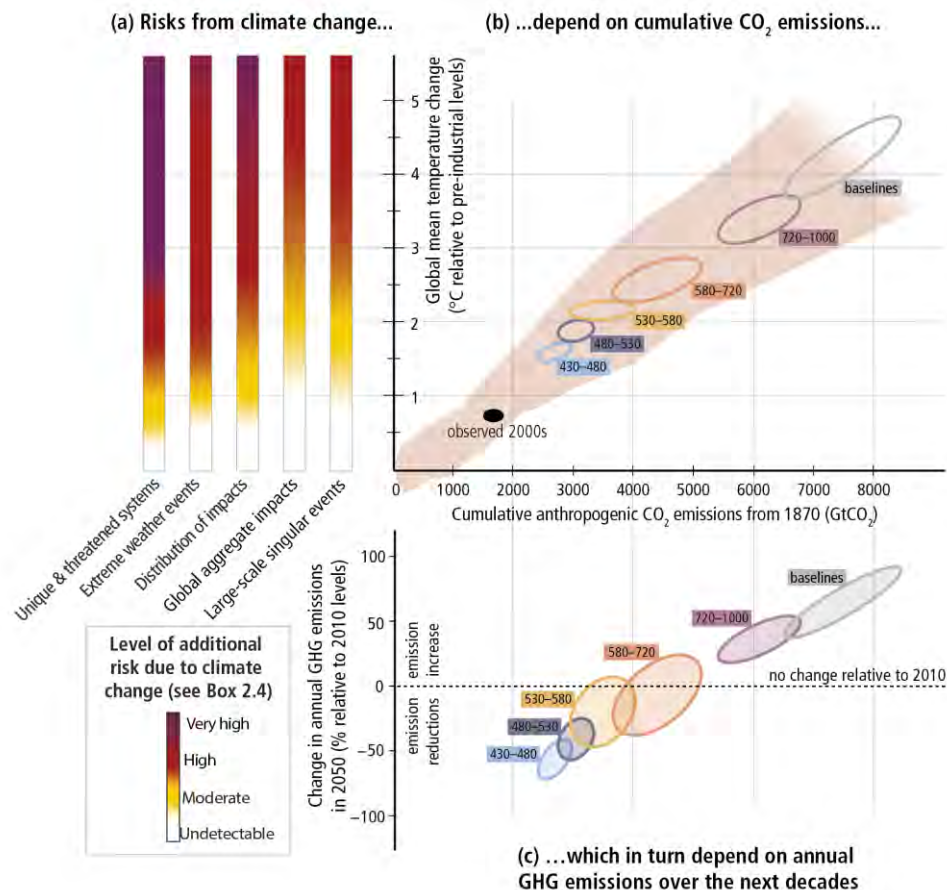 (a) Risks from climate change...
(b) ...depend on cumulative CO₂ emissions...
Global mean temperature change
(°C relative to pre-industrial levels)
5
4
3
2
1
baselines
720–1000
580–720
530–580
480–530
430–480
observed 2000s
0
1000
2000
3000
4000
5000
6000
7000
8000
Cumulative anthropogenic CO₂ emissions from 1870 (GtCO₂)
Unique & threatened systems
Extreme weather events
Distribution of impacts
Global aggregate impacts
Large-scale singular events
Level of additional
risk due to climate
change (see Box 2.4)
Very high
High
Moderate
Undetectable
Change in annual GHG emissions
in 2050 (% relative to 2010 levels)
emission
reductions
emission
increase
100
50
0
−50
−100
baselines
720–1000
580–720
no change relative to 2010
530–580
480–530
430–480
(c) ...which in turn depend on annual
GHG emissions over the next decades